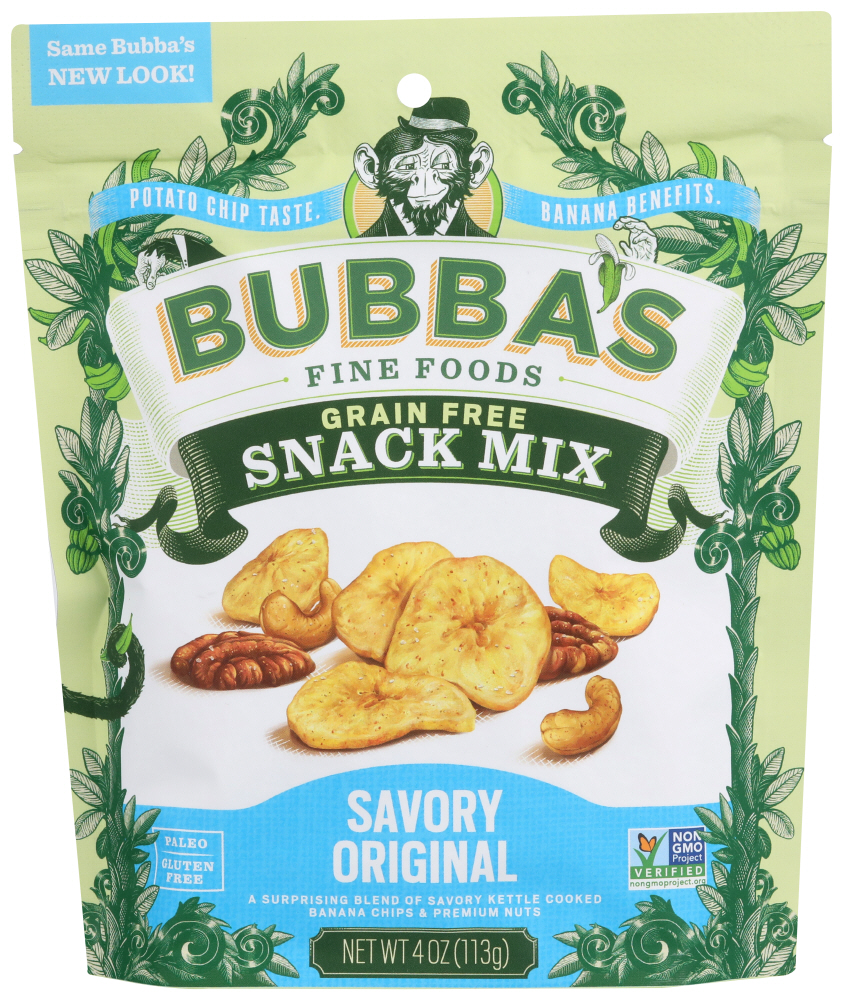 Same Bubba's
NEW LOOK!
POTATO CHIP TASTE.
BANANA BENEFITS.
BUBBA'S
FINE FOODS
GRAIN FREE
SNACK MIX
SAVORY
ORIGINAL
PALEO
GLUTEN
FREE
NON
GMO
Project
VERIFIED
nongmoproject.org
A SURPRISING BLEND OF SAVORY KETTLE COOKED
BANANA CHIPS & PREMIUM NUTS
NET WT 4 OZ (113g)